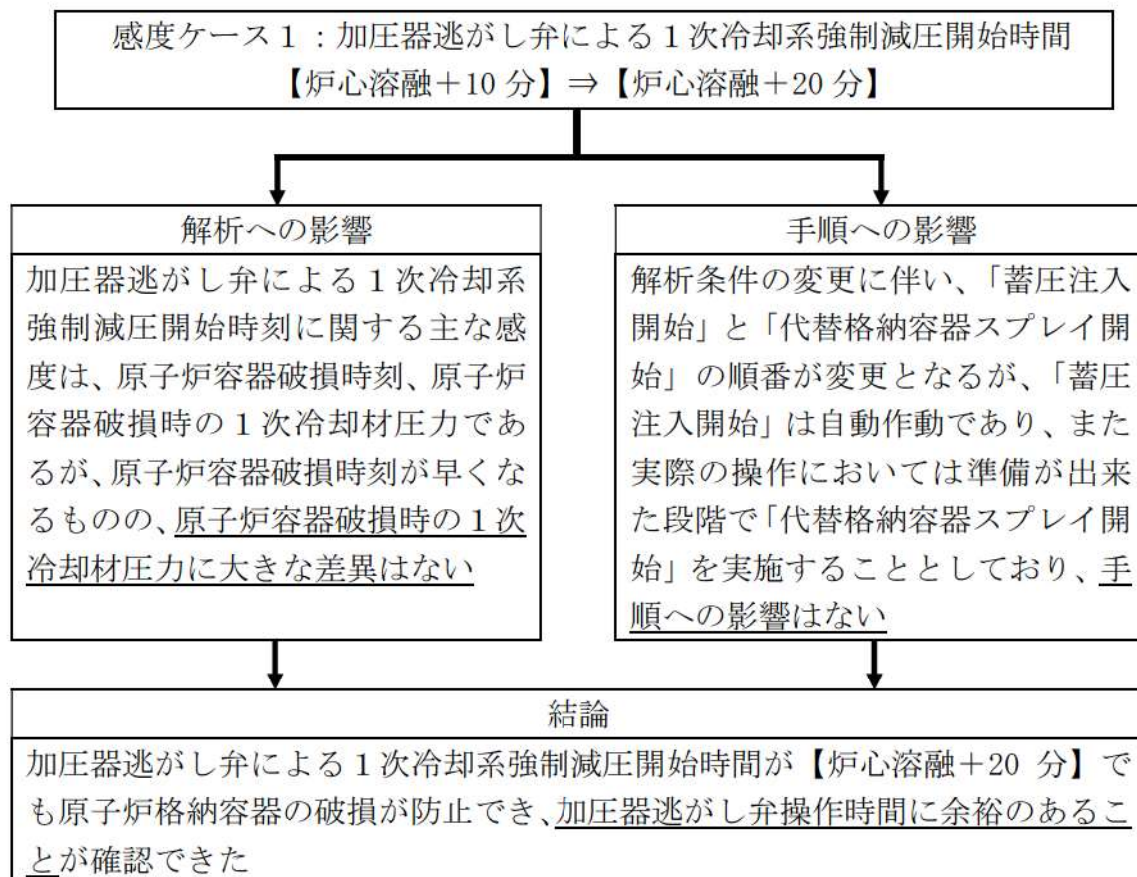 感度ケース１：加圧器逃がし弁による１次冷却系強制減圧開始時間
【炉心溶融＋10 分】⇒【炉心溶融＋20 分】
解析への影響
加圧器逃がし弁による１次冷却系
強制減圧開始時刻に関する主な感
度は、原子炉容器破損時刻、原子炉
容器破損時の１次冷却材圧力であ
るが、原子炉容器破損時刻が早くな
るものの、原子炉容器破損時の１次
冷却材圧力に大きな差異はない
手順への影響
解析条件の変更に伴い、「蓄圧注入
開始」と「代替格納容器スプレイ開
始」の順番が変更となるが、「蓄圧
注入開始」は自動作動であり、また
実際の操作においては準備が出来
た段階で「代替格納容器スプレイ開
始」を実施することとしており、手
順への影響はない
結論
加圧器逃がし弁による１次冷却系強制減圧開始時間が【炉心溶融＋20 分】で
も原子炉格納容器の破損が防止でき、加圧器逃がし弁操作時間に余裕のあるこ
とが確認できた